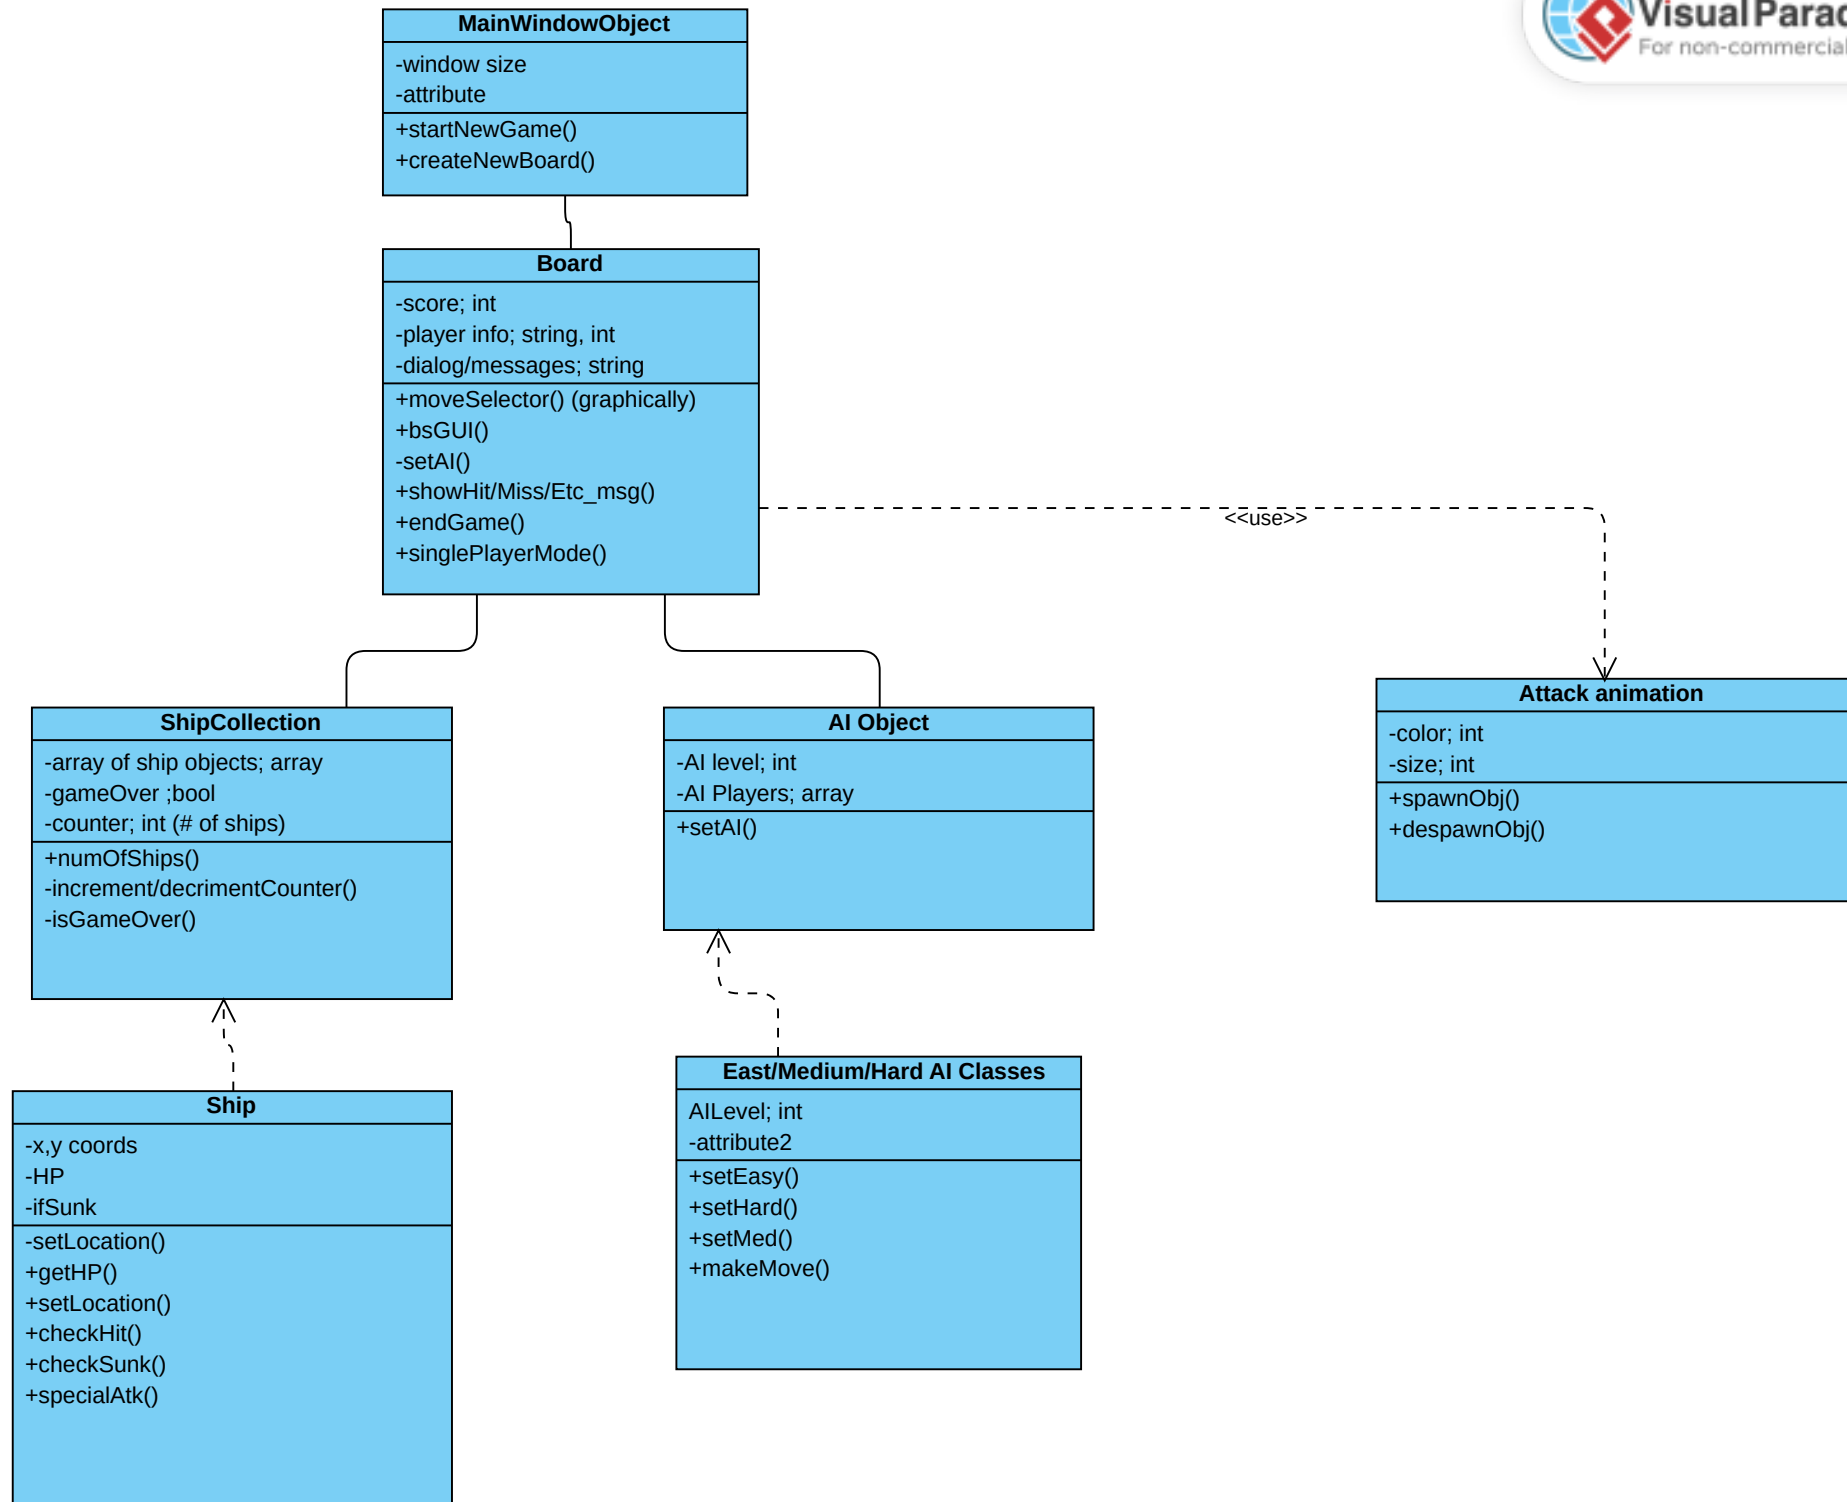 VisualParad
For non-commercial
MainWindowObject
-window size
-attribute
+startNewGame()
+createNewBoard()
Board
-score; int
-player info; string, int
-dialog/messages; string
+moveSelector() (graphically)
+bsGUI()
-setAI()
+showHit/Miss/Etc_msg()
+endGame()
+singlePlayerMode()
<<use>>
ShipCollection
-array of ship objects; array
-gameOver ;bool
-counter; int (# of ships)
+numOfShips()
-increment/decrimentCounter()
-isGameOver()
AI Object
-AI level; int
-AI Players; array
+setAI()
Attack animation
-color; int
-size; int
+spawnObj()
+despawnObj()
Ship
-x,y coords
-HP
-ifSunk
-setLocation()
+getHP()
+setLocation()
+checkHit()
+checkSunk()
+specialAtk()
East/Medium/Hard AI Classes
AILevel; int
-attribute2
+setEasy()
+setHard()
+setMed()
+makeMove()